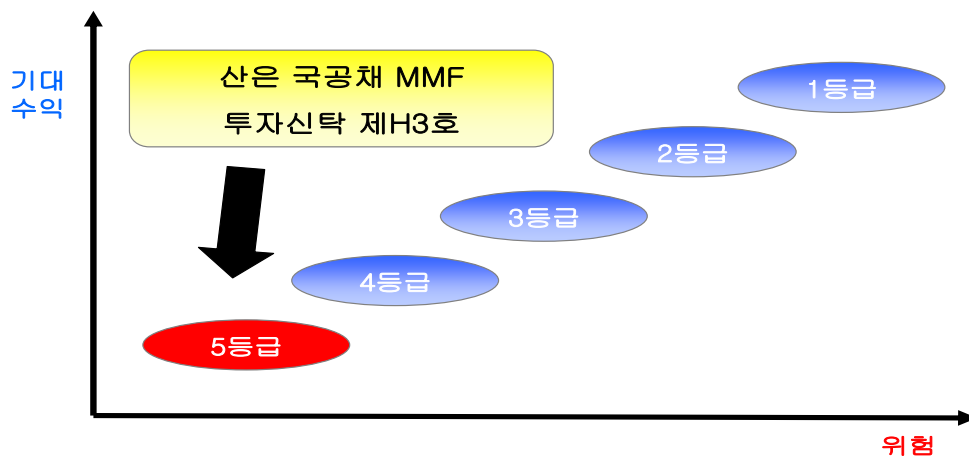 기대
수익
산은 국공채 MMF
투자신탁 제H3호
1등급
2등급
3등급
4등급
5등급
위험